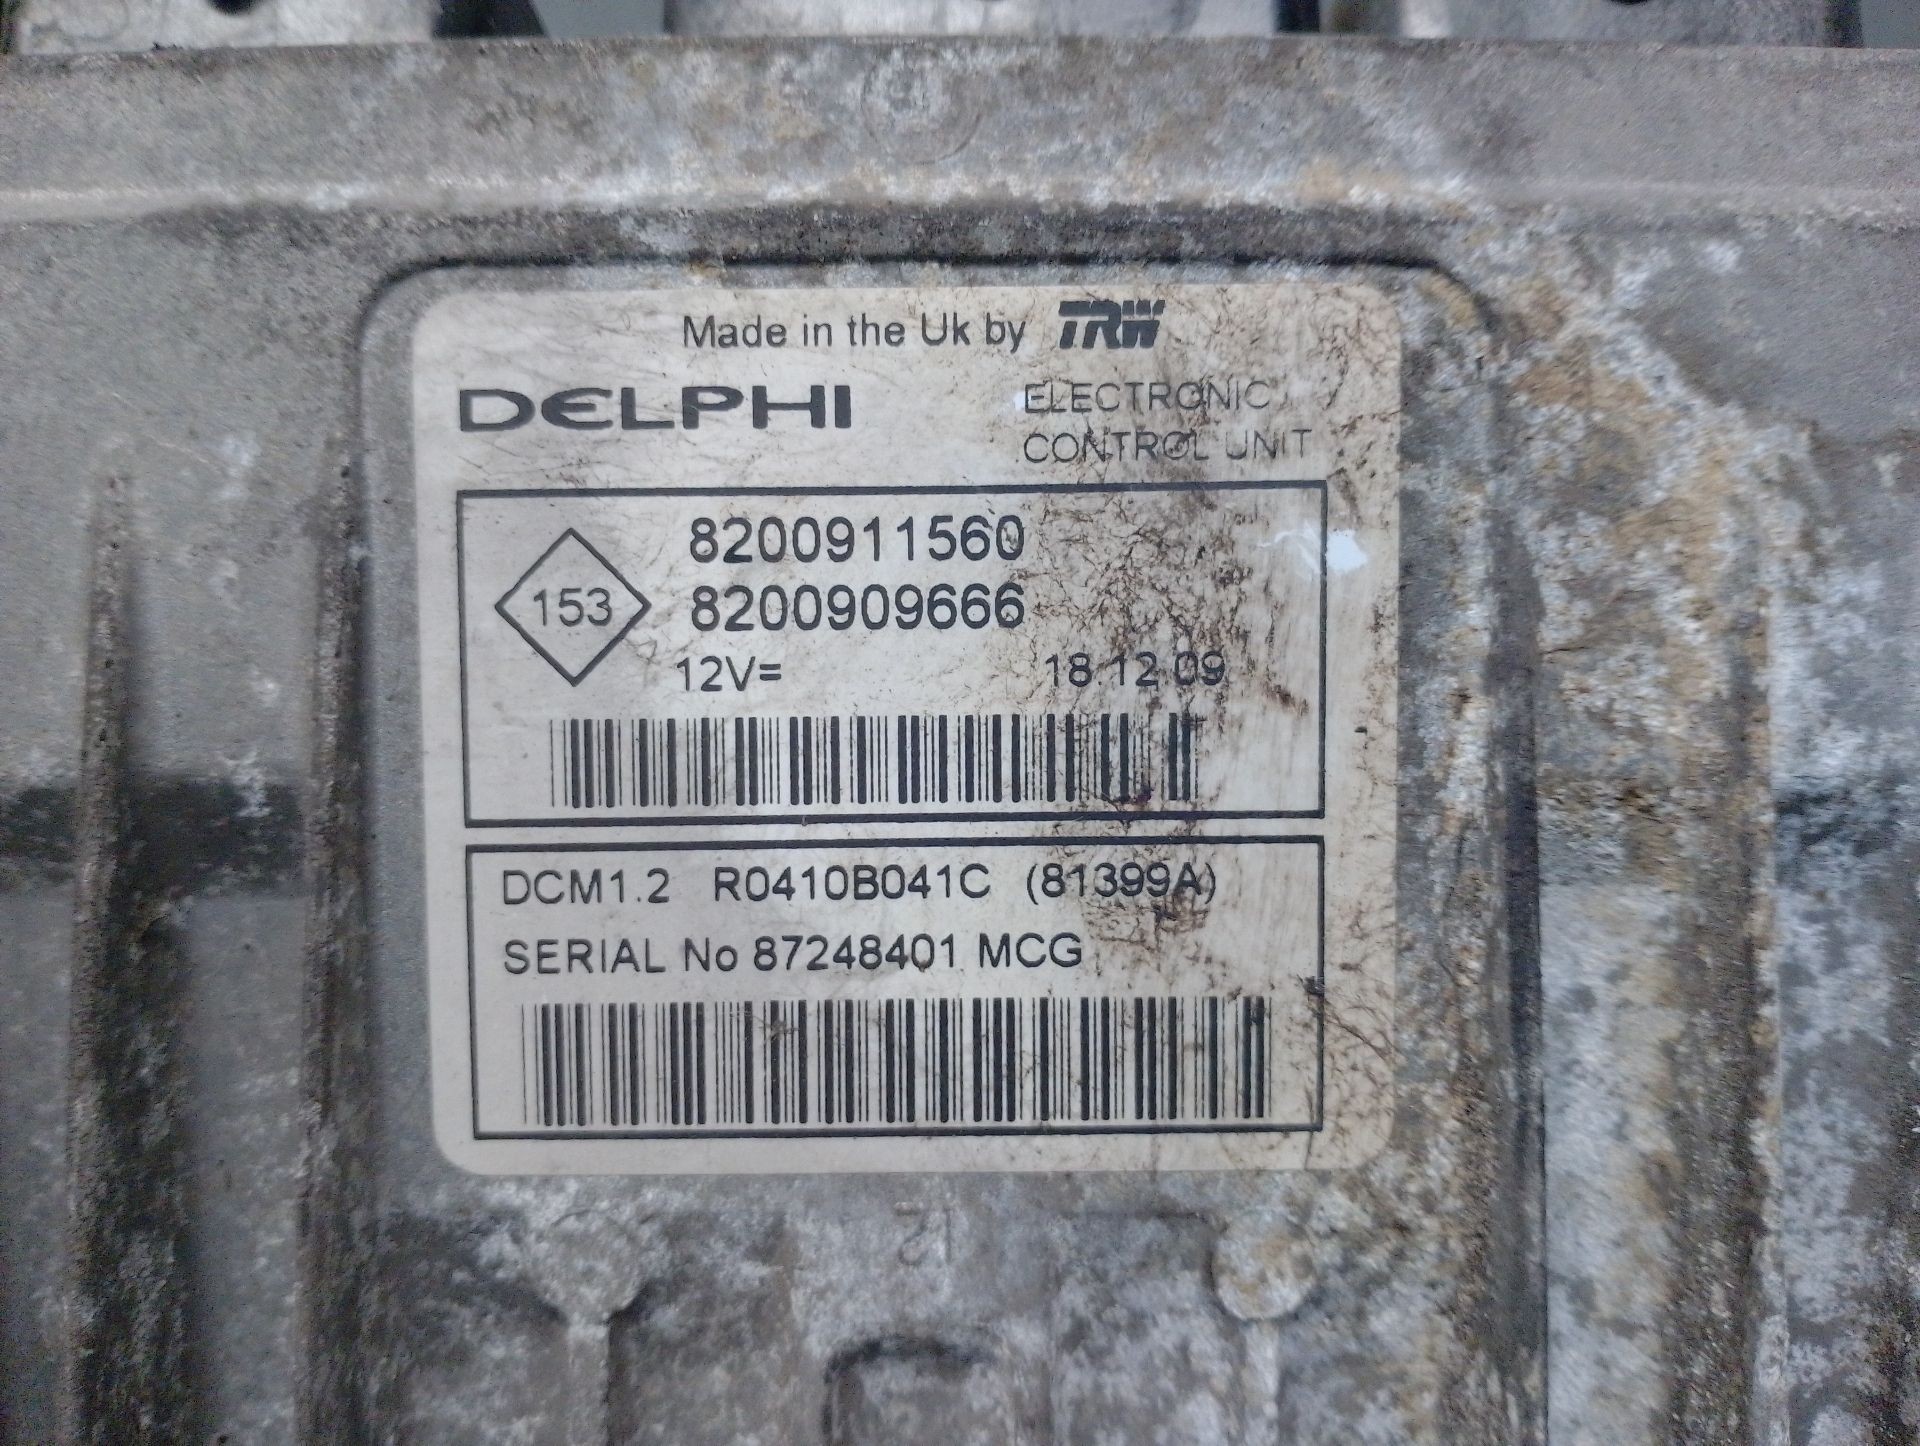 Made in the Uk by TRW
DELPHI
ELECTRONIC
CONTROL UNIT
153
8200911560
8200909666
12V=
18.12.09
DCM1.2 R0410B041C (81399A)
SERIAL No 87248401 MCG